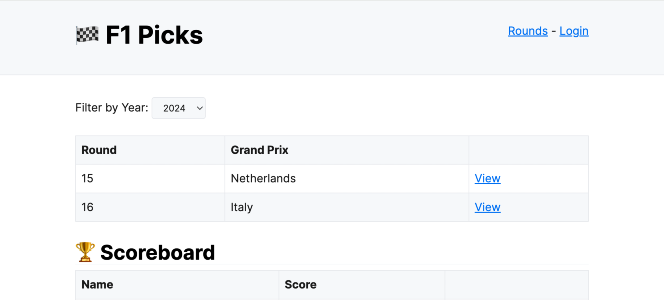 🏁 F1 Picks
Rounds - Login
Filter by Year: 2024
Round Grand Prix
15 Netherlands View
16 Italy View
🏆 Scoreboard
Name Score